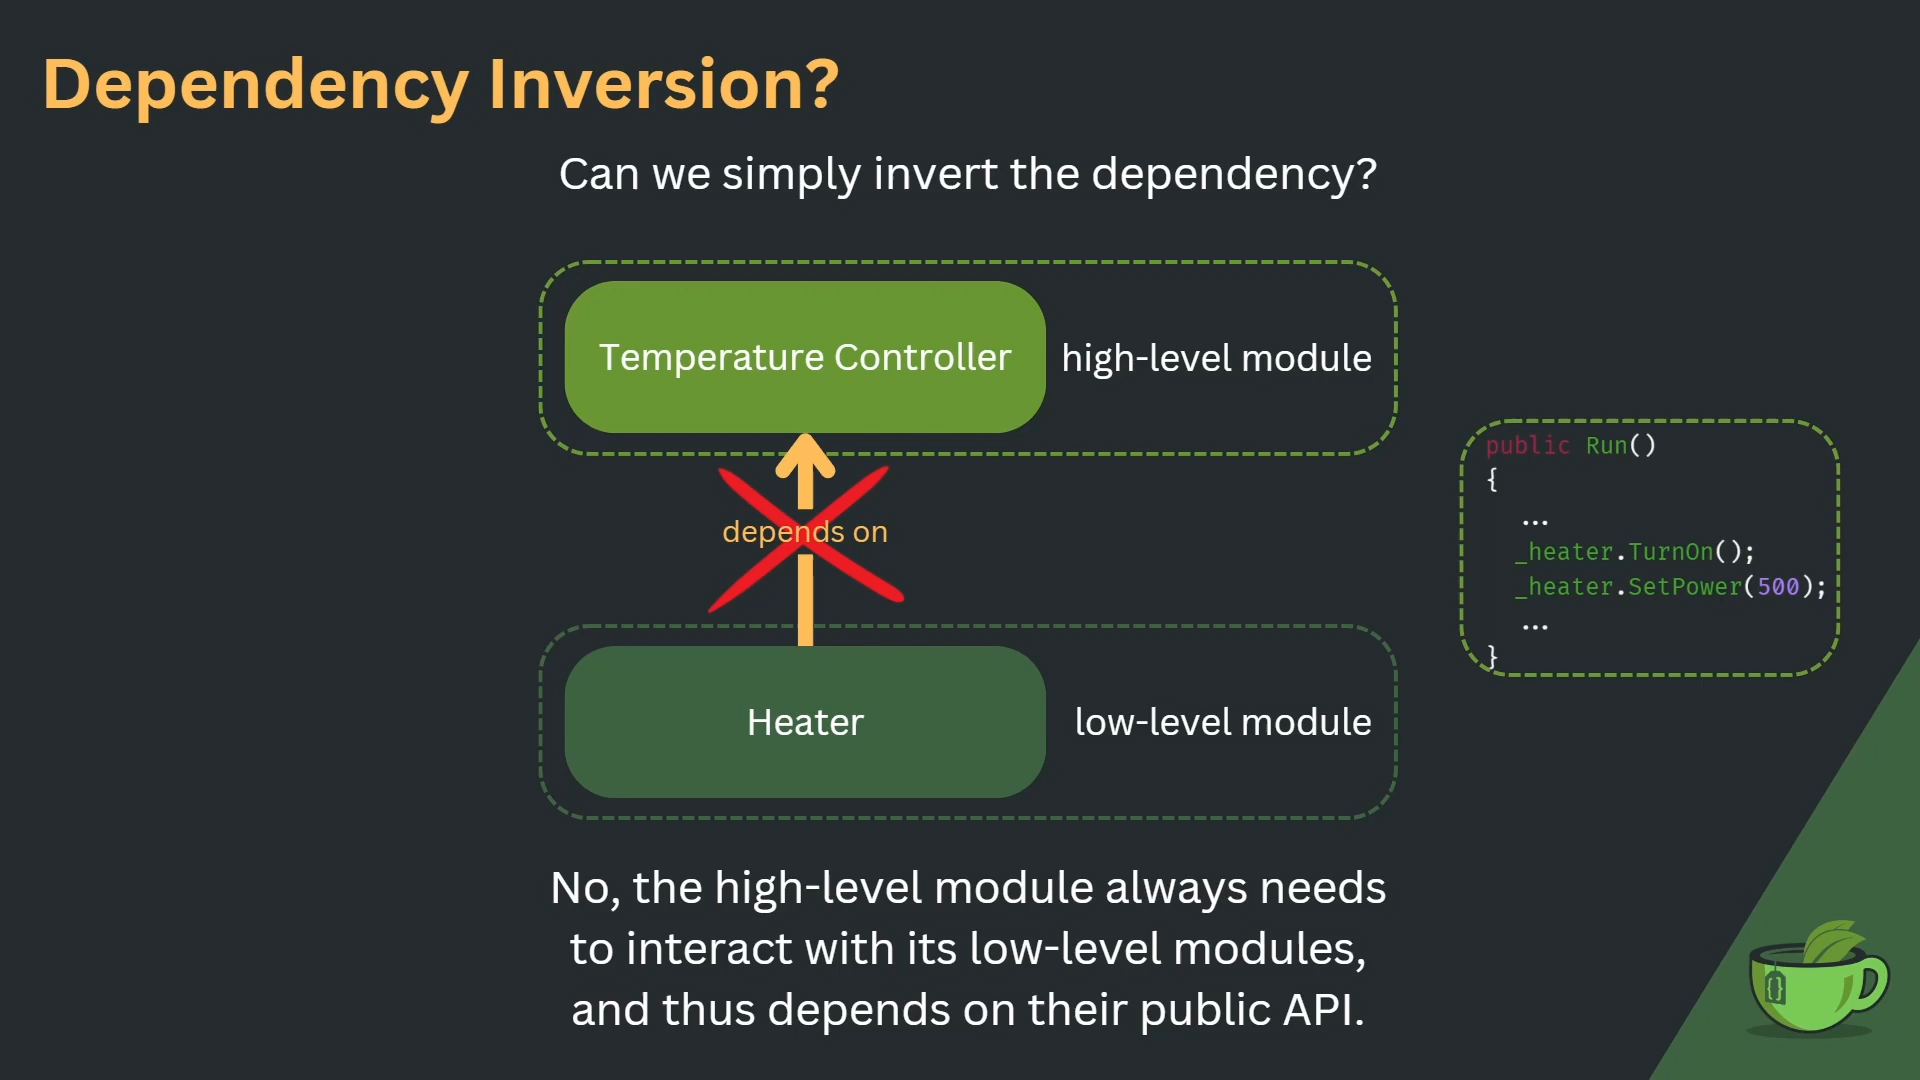 Dependency Inversion?
Can we simply invert the dependency?
Temperature Controller
high-level module
depends on
Heater
low-level module
public Run()
{
...
_heater.TurnOn();
_heater.SetPower(500);
...
}
No, the high-level module always needs
to interact with its low-level modules,
and thus depends on their public API.
{}